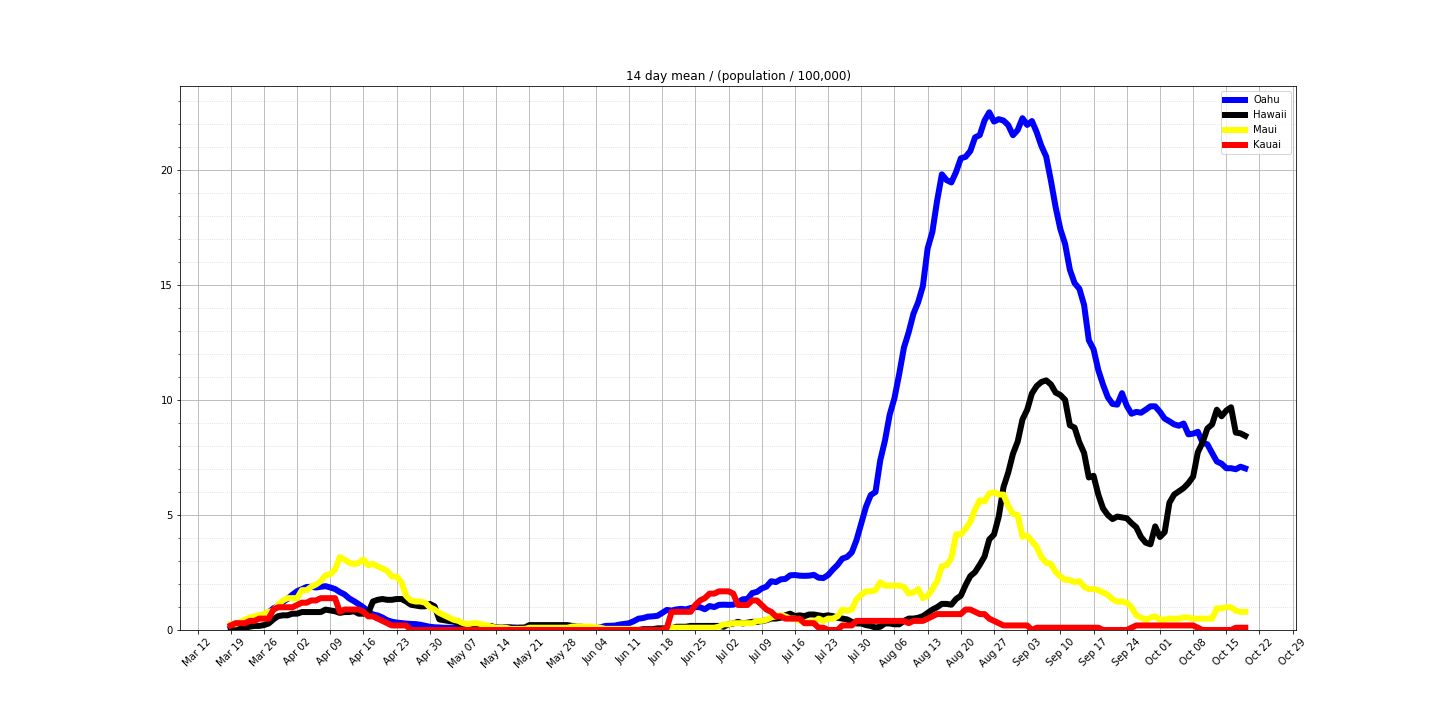 14 day mean / (population / 100,000)
Oahu
Hawaii
Maui
Kauai
20
15
10
5
0
Mar 12 Mar 19 Mar 26 Apr 02 Apr 09 Apr 16 Apr 23 Apr 30 May 07 May 14 May 21 May 28 Jun 04 Jun 11 Jun 18 Jun 25 Jul 02 Jul 09 Jul 16 Jul 23 Jul 30 Aug 06 Aug 13 Aug 20 Aug 27 Sep 03 Sep 10 Sep 17 Sep 24 Oct 01 Oct 08 Oct 15 Oct 22 Oct 29